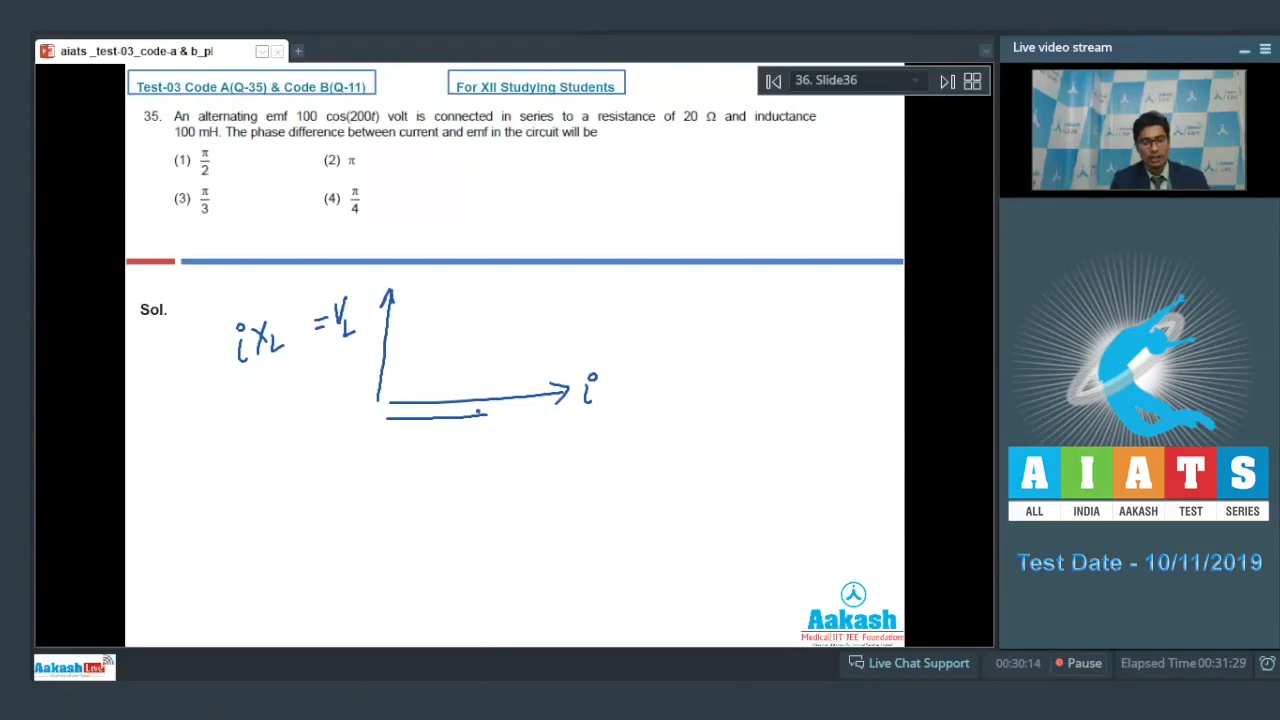 aiats _test-03_code-a & b_pl
Live video stream
Test-03 Code A(Q-35) & Code B(Q-11)
For XII Studying Students
36. Slide36
35. An alternating emf 100 cos(200t) volt is connected in series to a resistance of 20 Ω and inductance
100 mH. The phase difference between current and emf in the circuit will be
(1) π/2 (2) π
(3) π/3 (4) π/4
Sol.
iX_L = V_L
i
A I A T S
ALL INDIA AAKASH TEST SERIES
Test Date - 10/11/2019
Aakash
Medical|IIT-JEE|Foundations
Aakash Live
Live Chat Support
00:30:14
Pause
Elapsed Time 00:31:29